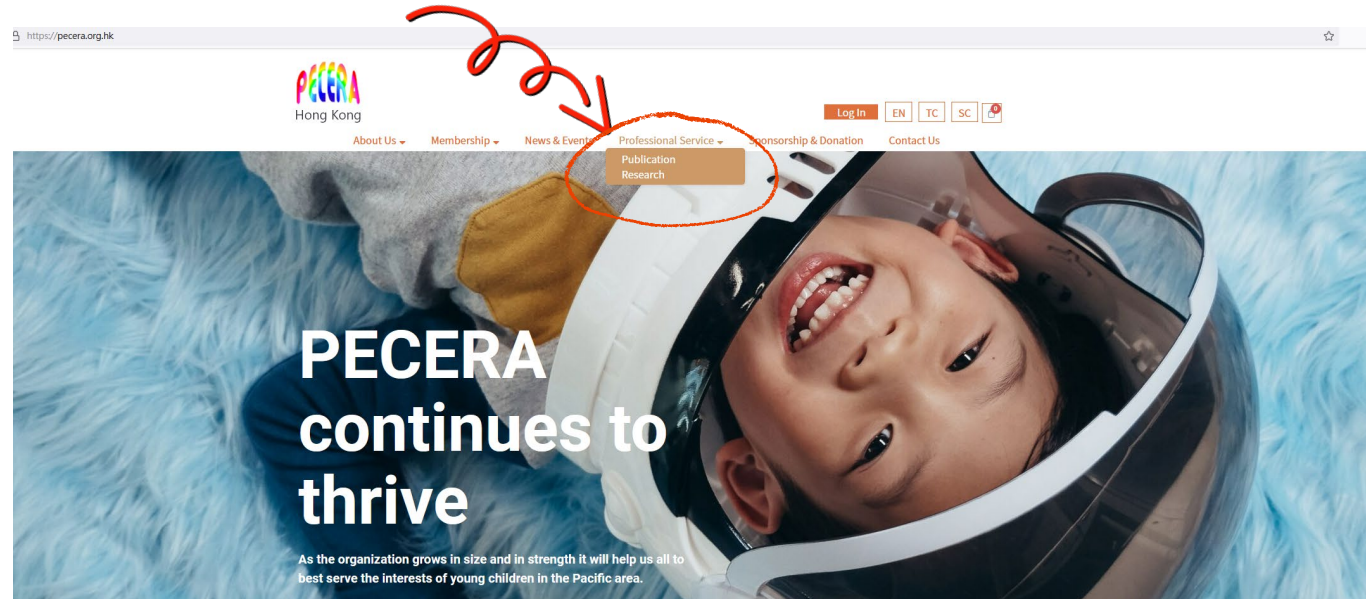 https://pecera.org.hk
PECERA
Hong Kong
Log In EN TC SC 0
About Us Membership News & Events Professional Service Sponsorship & Donation Contact Us
Publication
Research
PECERA
continues to
thrive
As the organization grows in size and in strength it will help us all to
best serve the interests of young children in the Pacific area.